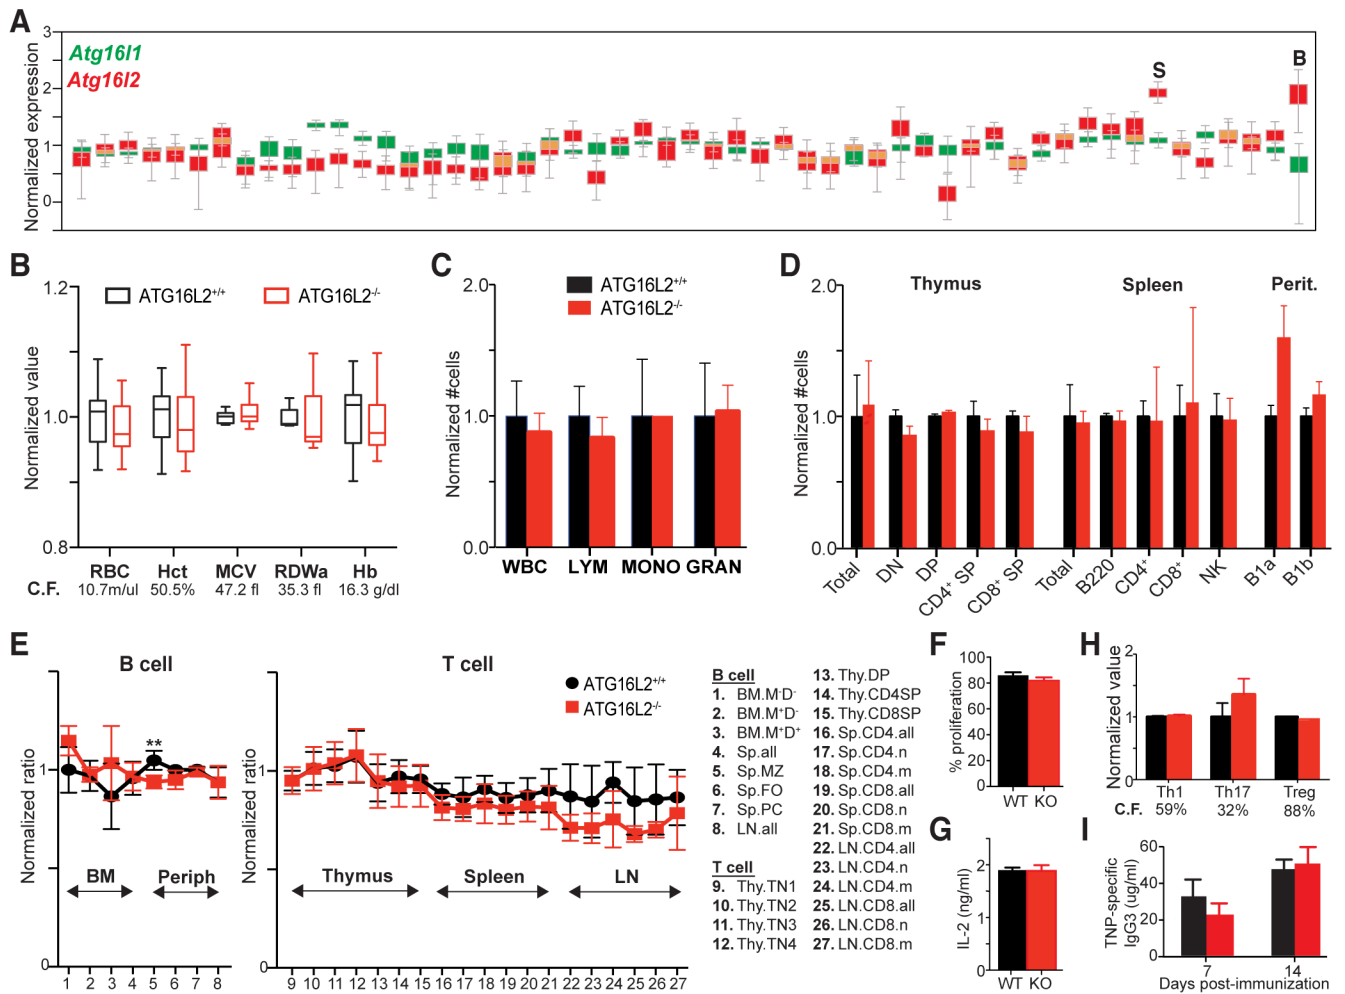 A
Atg16l1
Atg16l2
Normalized expression
3
2
1
0
S
B
B
Normalized value
1.2
1.0
0.8
ATG16L2+/+
ATG16L2-/-
RBC Hct MCV RDWa Hb
C.F. 10.7m/ul 50.5% 47.2 fl 35.3 fl 16.3 g/dl
C
Normalized #cells
2.0
1.0
0.0
ATG16L2+/+
ATG16L2-/-
WBC LYM MONO GRAN
D
Normalized #cells
2.0
1.0
0.0
Thymus Spleen Perit.
Total DN DP CD4+ SP CD8+ SP Total B220 CD4+ CD8+ NK B1a B1b
E
B cell
T cell
Normalized ratio
1
0
ATG16L2+/+
ATG16L2-/-
**
BM Periph
1 2 3 4 5 6 7 8
Normalized ratio
1
0
Thymus Spleen LN
9 10 11 12 13 14 15 16 17 18 19 20 21 22 23 24 25 26 27
B cell
1. BM.M-D-
2. BM.M+D-
3. BM.M+D+
4. Sp.all
5. Sp.MZ
6. Sp.FO
7. Sp.PC
8. LN.all
T cell
9. Thy.TN1
10. Thy.TN2
11. Thy.TN3
12. Thy.TN4
13. Thy.DP
14. Thy.CD4SP
15. Thy.CD8SP
16. Sp.CD4.all
17. Sp.CD4.n
18. Sp.CD4.m
19. Sp.CD8.all
20. Sp.CD8.n
21. Sp.CD8.m
22. LN.CD4.all
23. LN.CD4.n
24. LN.CD4.m
25. LN.CD8.all
26. LN.CD8.n
27. LN.CD8.m
F
% proliferation
100
80
60
40
20
0
WT KO
G
IL-2 (ng/ml)
2
1
1
0
WT KO
H
Normalized value
2
1
0
Th1 Th17 Treg
C.F. 59% 32% 88%
I
TNP-specific
IgG3 (ug/ml)
60
40
20
0
7 14
Days post-immunization